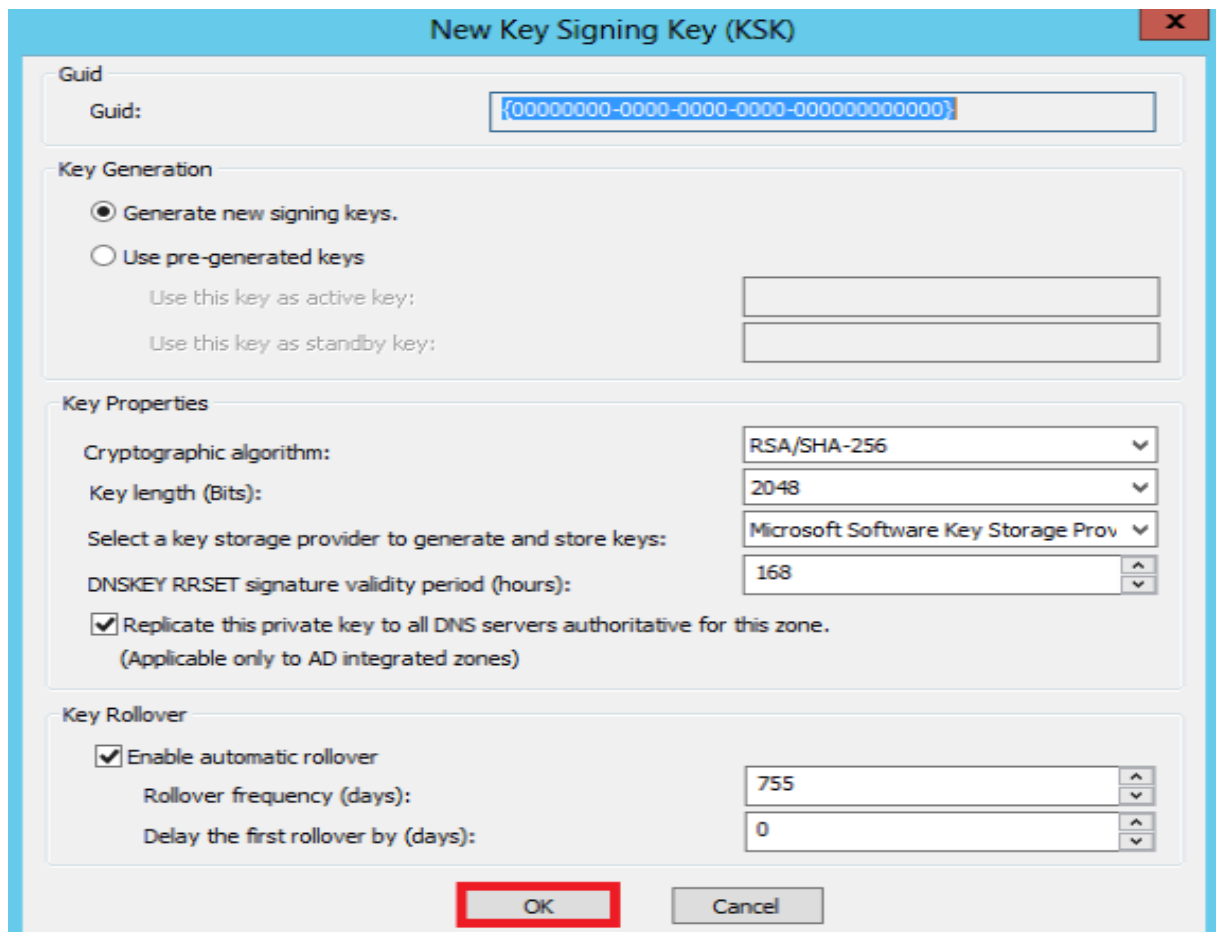 New Key Signing Key (KSK)
x
Guid
Guid:
{00000000-0000-0000-0000-000000000000}
Key Generation
Generate new signing keys.
Use pre-generated keys
Use this key as active key:
Use this key as standby key:
Key Properties
Cryptographic algorithm:
RSA/SHA-256
Key length (Bits):
2048
Select a key storage provider to generate and store keys:
Microsoft Software Key Storage Prov
DNSKEY RRSET signature validity period (hours):
168
Replicate this private key to all DNS servers authoritative for this zone.
(Applicable only to AD integrated zones)
Key Rollover
Enable automatic rollover
Rollover frequency (days):
755
Delay the first rollover by (days):
0
OK
Cancel